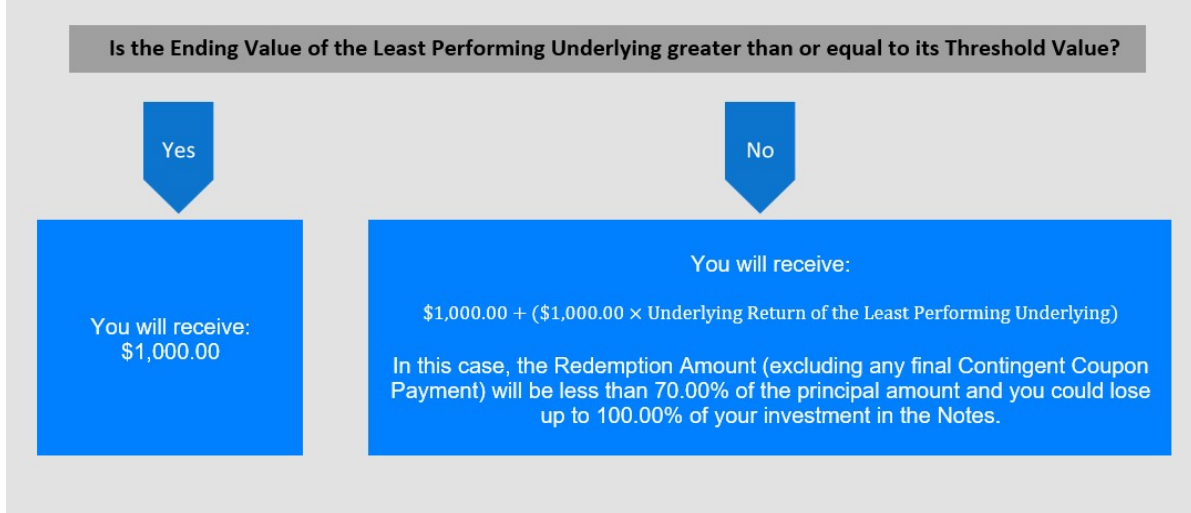 Is the Ending Value of the Least Performing Underlying greater than or equal to its Threshold Value?
Yes
No
You will receive:
$1,000.00
You will receive:
$1,000.00 + ($1,000.00 × Underlying Return of the Least Performing Underlying)
In this case, the Redemption Amount (excluding any final Contingent Coupon
Payment) will be less than 70.00% of the principal amount and you could lose
up to 100.00% of your investment in the Notes.